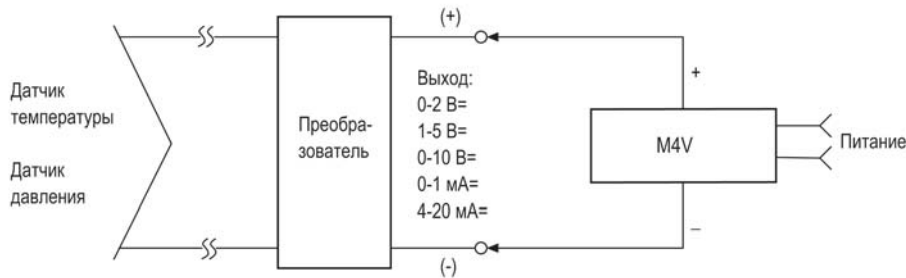 Датчик
температуры
Датчик
давления
Преобра-
зователь
(+)
Выход:
0-2 В=
1-5 В=
0-10 В=
0-1 мА=
4-20 мА=
(-)
+
M4V
–
Питание